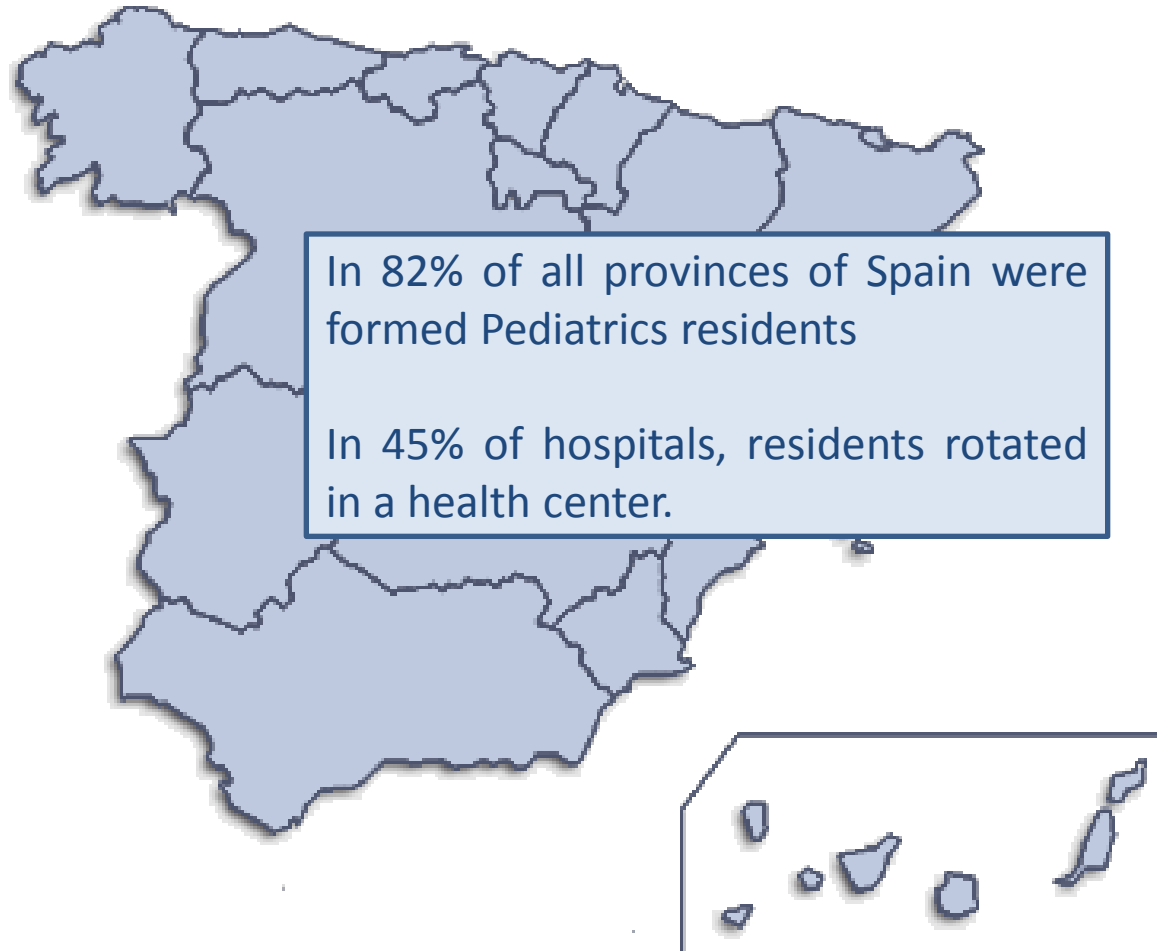 In 82% of all provinces of Spain were
formed Pediatrics residents
In 45% of hospitals, residents rotated
in a health center.